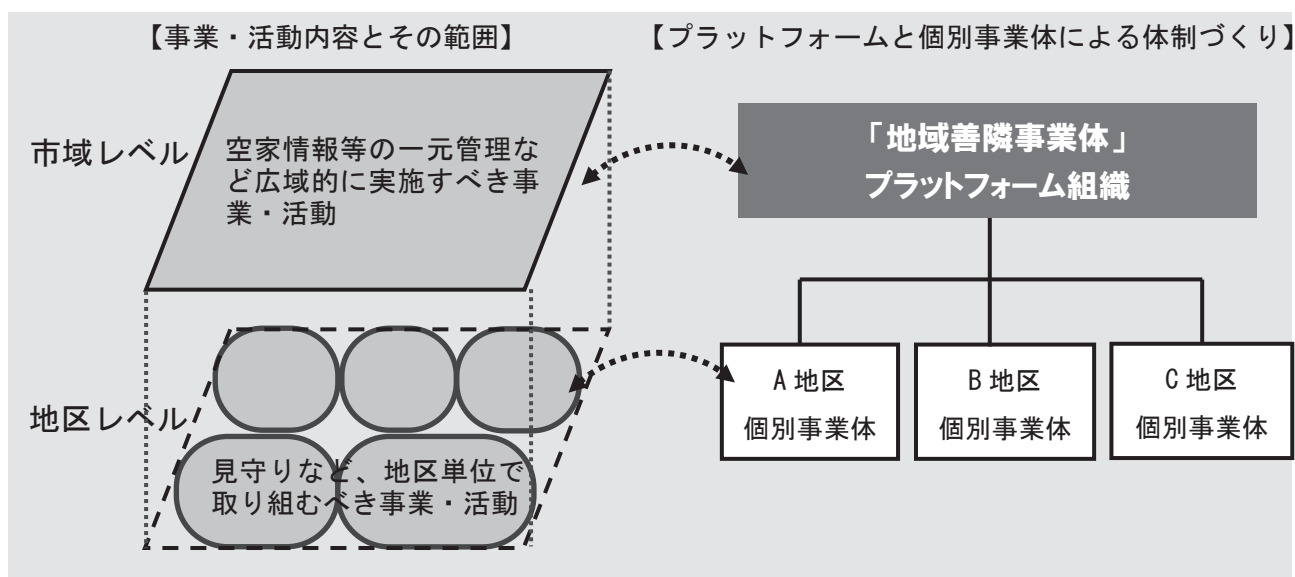 【事業・活動内容とその範囲】
【プラットフォームと個別事業体による体制づくり】
市域レベル
空家情報等の一元管理な
ど広域的に実施すべき事
業・活動
「地域善隣事業体」
プラットフォーム組織
地区レベル
見守りなど、地区単位で
取り組むべき事業・活動
A 地区
個別事業体
B 地区
個別事業体
C 地区
個別事業体